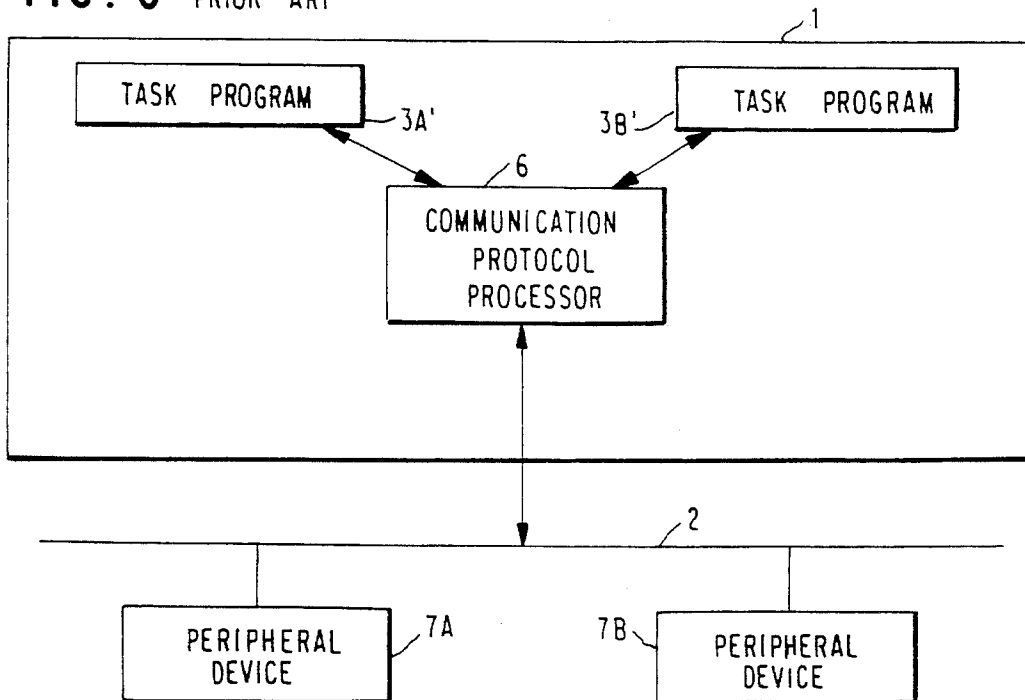 PRIOR ART
1
TASK PROGRAM
3A'
3B'
TASK PROGRAM
6
COMMUNICATION
PROTOCOL
PROCESSOR
2
7A
7B
PERIPHERAL
DEVICE
PERIPHERAL
DEVICE